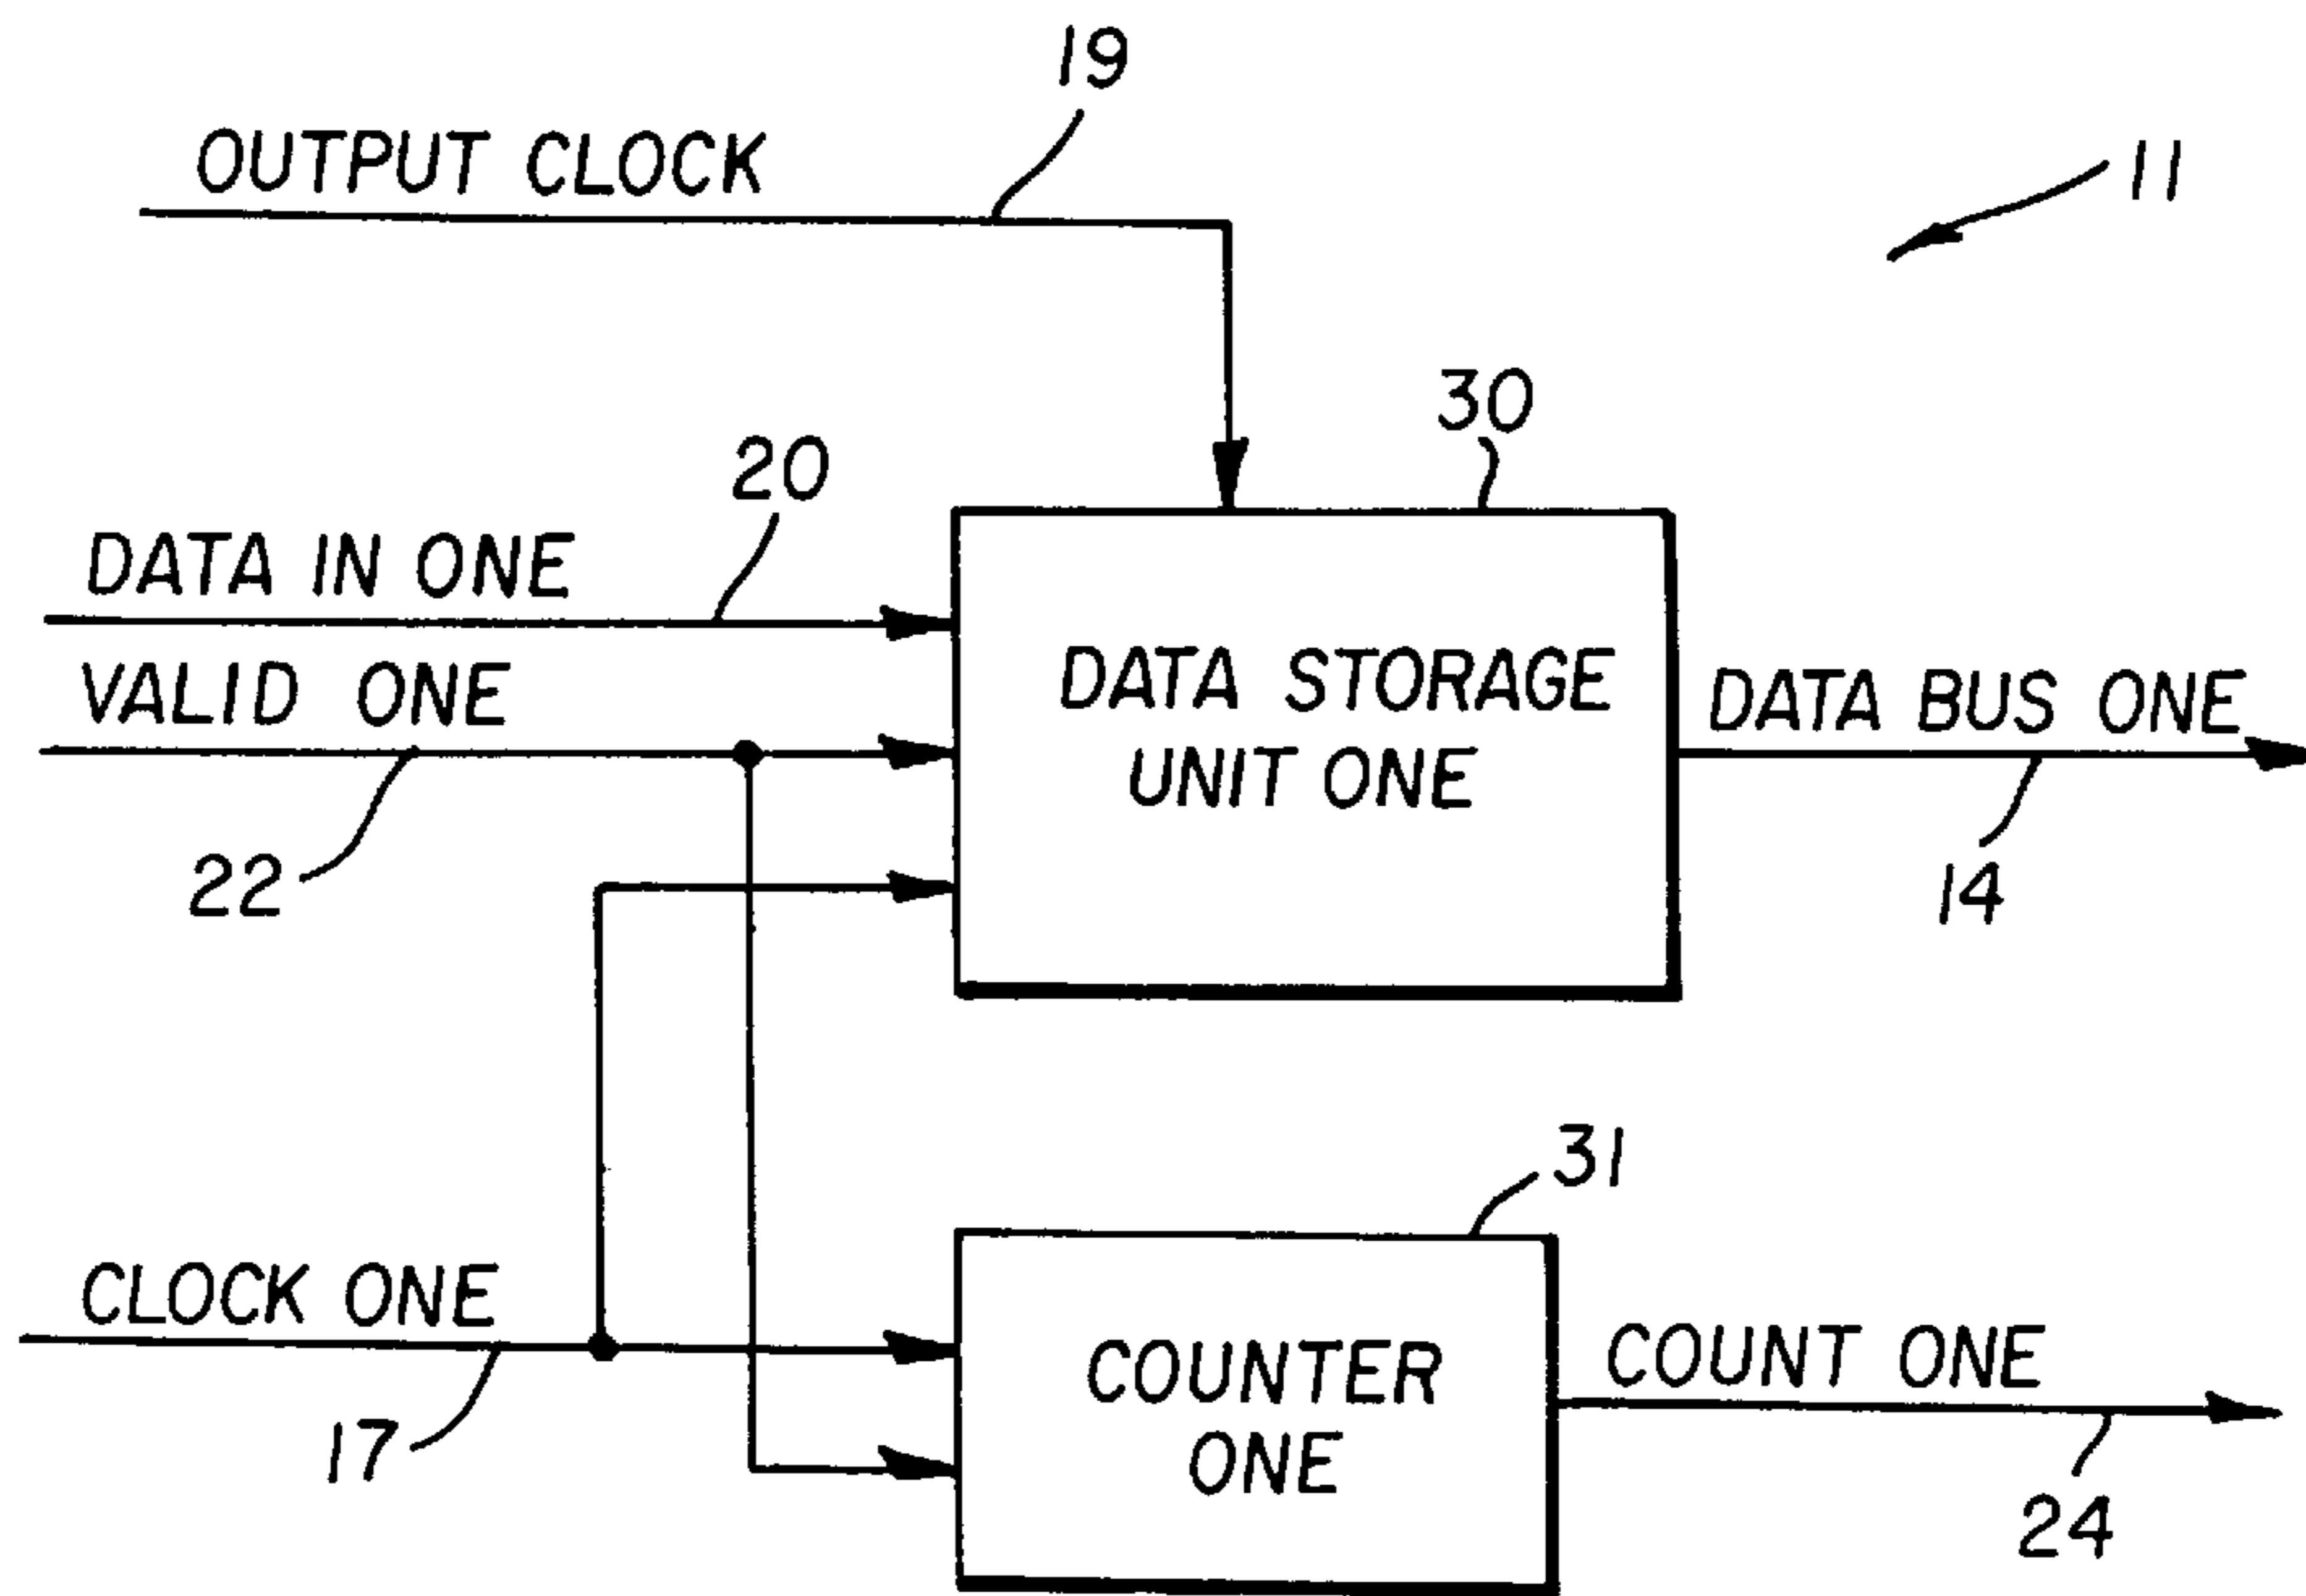 19
OUTPUT CLOCK
11
30
20
DATA IN ONE
VALID ONE
DATA STORAGE
UNIT ONE
DATA BUS ONE
22
14
31
CLOCK ONE
COUNTER
ONE
COUNT ONE
17
24